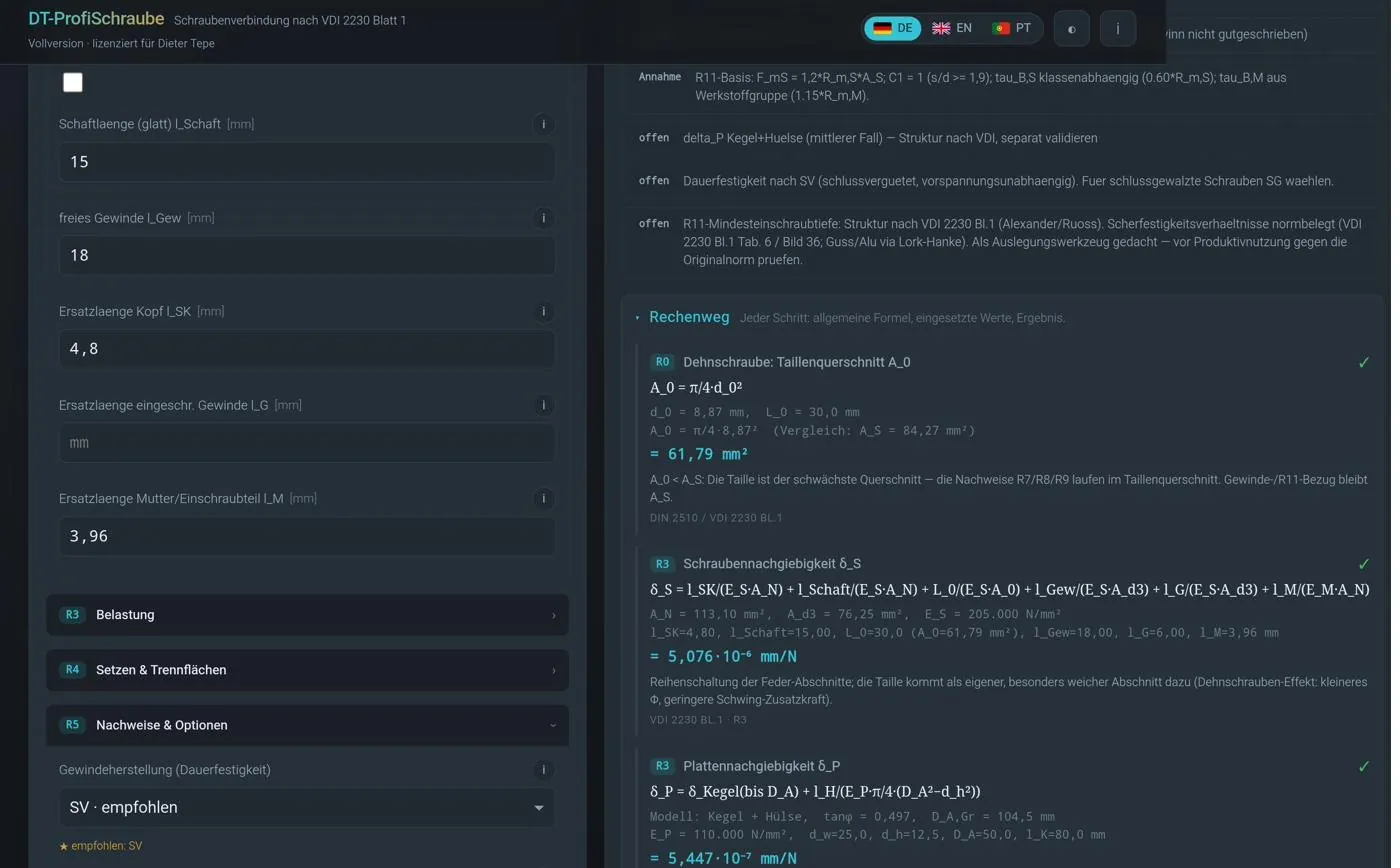 DT-ProfiSchraube Schraubenverbindung nach VDI 2230 Blatt 1
Vollversion · lizenziert für Dieter Tepe
DE EN PT i
Schaftlaenge (glatt) l_Schaft [mm] i
15
freies Gewinde l_Gew [mm] i
18
Ersatzlaenge Kopf l_SK [mm] i
4,8
Ersatzlaenge eingeschr. Gewinde l_G [mm] i
mm
Ersatzlaenge Mutter/Einschraubteil l_M [mm] i
3,96
R3 Belastung ›
R4 Setzen & Trennflächen ›
R5 Nachweise & Optionen
Gewindeherstellung (Dauerfestigkeit) i
SV · empfohlen
★ empfohlen: SV
nicht gutgeschrieben)
Annahme R11-Basis: F_mS = 1,2*R_m,S*A_S; C1 = 1 (s/d >= 1,9); tau_B,S klassenabhaengig (0.60*R_m,S); tau_B,M aus
Werkstoffgruppe (1.15*R_m,M).
offen delta_P Kegel+Huelse (mittlerer Fall) — Struktur nach VDI, separat validieren
offen Dauerfestigkeit nach SV (schlussverguetet, vorspannungsunabhaengig). Fuer schlussgewalzte Schrauben SG waehlen.
offen R11-Mindesteinschraubtiefe: Struktur nach VDI 2230 Bl.1 (Alexander/Ruoss). Scherfestigkeitsverhaeltnisse normbelegt (VDI
2230 Bl.1 Tab. 6 / Bild 36; Guss/Alu via Lork-Hanke). Als Auslegungswerkzeug gedacht — vor Produktivnutzung gegen die
Originalnorm pruefen.
Rechenweg Jeder Schritt: allgemeine Formel, eingesetzte Werte, Ergebnis.
R0 Dehnschraube: Taillenquerschnitt A_0 ✓
A_0 = π/4·d_0²
d_0 = 8,87 mm, L_0 = 30,0 mm
A_0 = π/4·8,87² (Vergleich: A_S = 84,27 mm²)
= 61,79 mm²
A_0 < A_S: Die Taille ist der schwächste Querschnitt — die Nachweise R7/R8/R9 laufen im Taillenquerschnitt. Gewinde-/R11-Bezug bleibt
A_S.
DIN 2510 / VDI 2230 BL.1
R3 Schraubennachgiebigkeit δ_S ✓
δ_S = l_SK/(E_S·A_N) + l_Schaft/(E_S·A_N) + L_0/(E_S·A_0) + l_Gew/(E_S·A_d3) + l_G/(E_S·A_d3) + l_M/(E_M·A_N)
A_N = 113,10 mm², A_d3 = 76,25 mm², E_S = 205.000 N/mm²
l_SK=4,80, l_Schaft=15,00, L_0=30,0 (A_0=61,79 mm²), l_Gew=18,00, l_G=6,00, l_M=3,96 mm
= 5,076·10⁻⁶ mm/N
Reihenschaltung der Feder-Abschnitte; die Taille kommt als eigener, besonders weicher Abschnitt dazu (Dehnschrauben-Effekt: kleineres
Φ, geringere Schwing-Zusatzkraft).
VDI 2230 BL.1 · R3
R3 Plattennachgiebigkeit δ_P ✓
δ_P = δ_Kegel(bis D_A) + l_H/(E_P·π/4·(D_A²−d_h²))
Modell: Kegel + Hülse, tanφ = 0,497, D_A,Gr = 104,5 mm
E_P = 110.000 N/mm², d_w=25,0, d_h=12,5, D_A=50,0, l_K=80,0 mm
= 5,447·10⁻⁷ mm/N